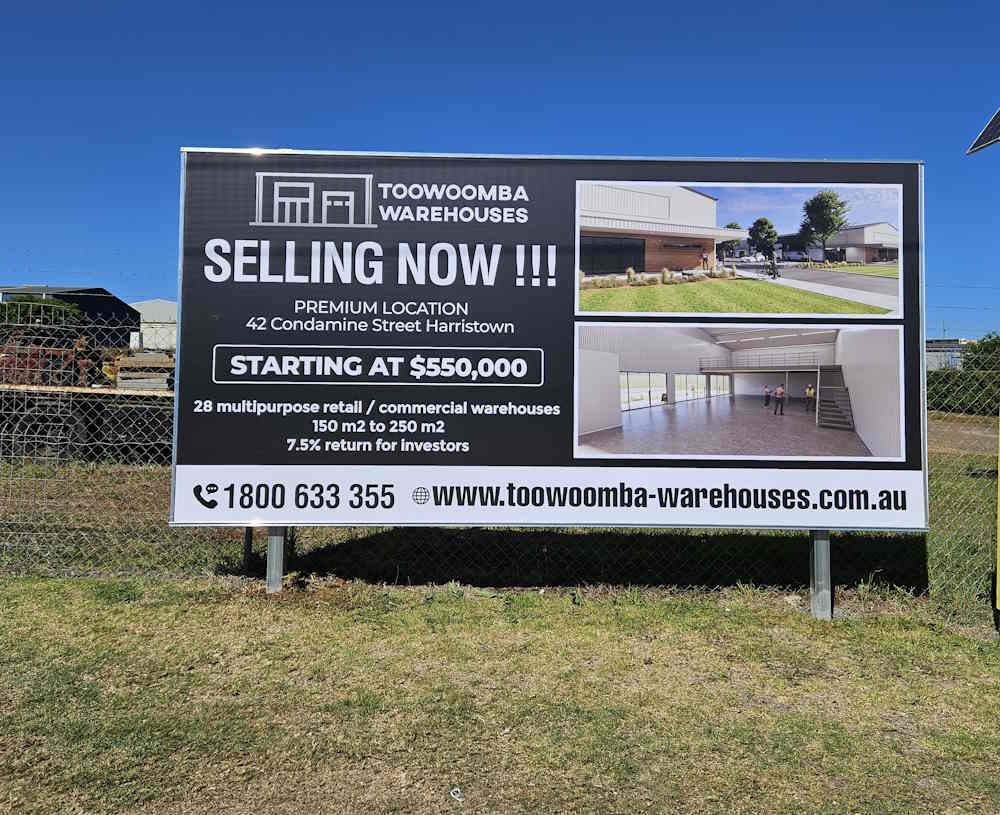 TOOWOOMBA
WAREHOUSES
SELLING NOW !!!
PREMIUM LOCATION
42 Condamine Street Harristown
STARTING AT $550,000
28 multipurpose retail / commercial warehouses
150 m2 to 250 m2
7.5% return for investors
1800 633 355 www.toowoomba-warehouses.com.au